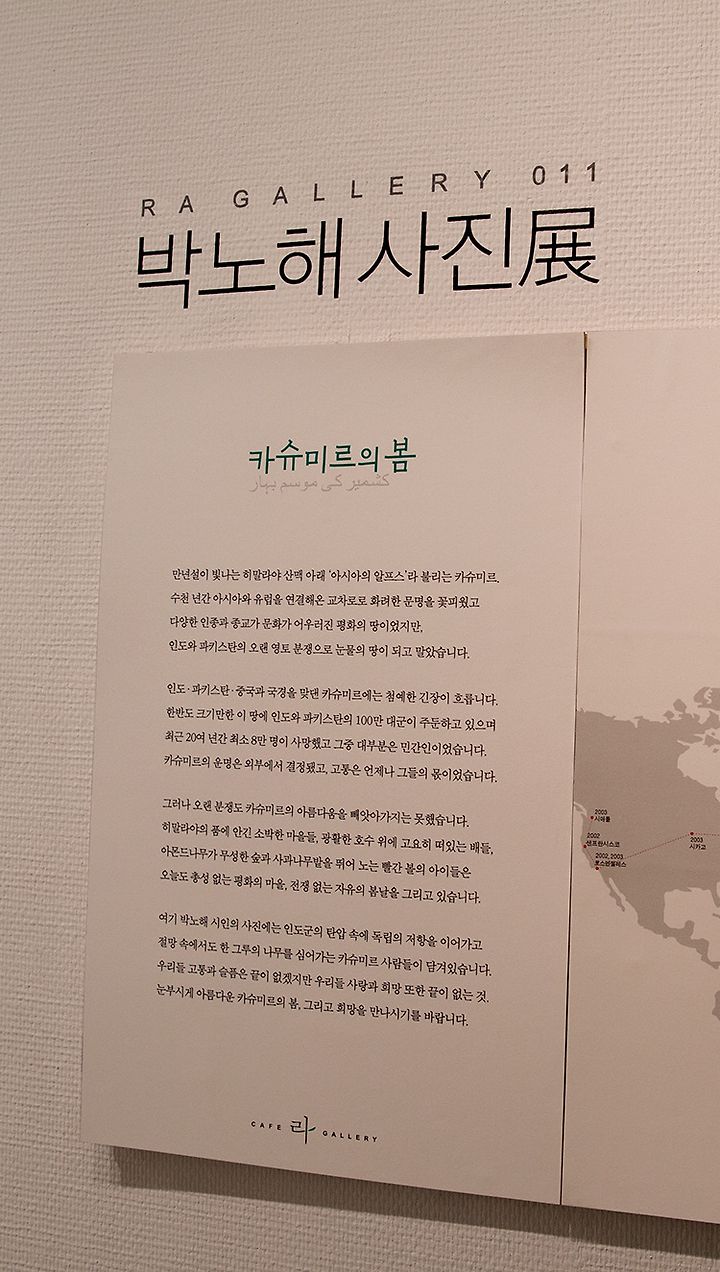 RA GALLERY 011
박노해 사진展
카슈미르의 봄
کشمیر کی موسم بہار
만년설이 빛나는 히말라야 산맥 아래 ‘아시아의 알프스’라 불리는 카슈미르.
수천 년간 아시아와 유럽을 연결해온 교차로로 화려한 문명을 꽃피웠고
다양한 인종과 종교가 문화가 어우러진 평화의 땅이었지만,
인도와 파키스탄의 오랜 영토 분쟁으로 눈물의 땅이 되고 말았습니다.
인도·파키스탄·중국과 국경을 맞댄 카슈미르에는 첨예한 긴장이 흐릅니다.
한반도 크기만한 이 땅에 인도와 파키스탄의 100만 대군이 주둔하고 있으며
최근 20여 년간 최소 8만 명이 사망했고 그중 대부분은 민간인이었습니다.
카슈미르의 운명은 외부에서 결정됐고, 고통은 언제나 그들의 몫이었습니다.
그러나 오랜 분쟁도 카슈미르의 아름다움을 빼앗아가지는 못했습니다.
히말라야의 품에 안긴 소박한 마을들, 광활한 호수 위에 고요히 떠있는 배들,
아몬드나무가 무성한 숲과 사과나무밭을 뛰어 노는 빨간 볼의 아이들은
오늘도 총성 없는 평화의 마을, 전쟁 없는 자유의 봄날을 그리고 있습니다.
여기 박노해 시인의 사진에는 인도군의 탄압 속에 독립의 저항을 이어가고
절망 속에서도 한 그루의 나무를 심어가는 카슈미르 사람들이 담겨있습니다.
우리들 고통과 슬픔은 끝이 없겠지만 우리들 사랑과 희망 또한 끝이 없는 것.
눈부시게 아름다운 카슈미르의 봄, 그리고 희망을 만나시기를 바랍니다.
CAFE 라 GALLERY
2003
시애틀
2002
샌프란시스코
2002, 2003
로스앤젤레스
2003
시카고